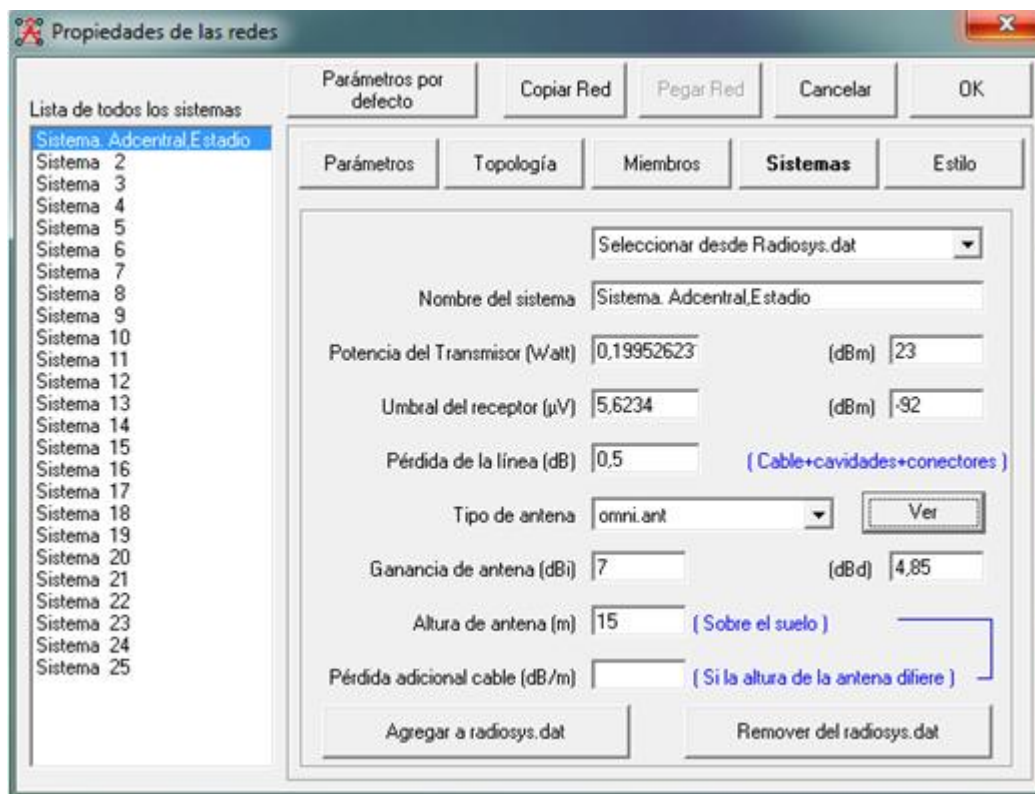 Propiedades de las redes
Lista de todos los sistemas
Sistema. Adcentral,Estadio
Sistema 2
Sistema 3
Sistema 4
Sistema 5
Sistema 6
Sistema 7
Sistema 8
Sistema 9
Sistema 10
Sistema 11
Sistema 12
Sistema 13
Sistema 14
Sistema 15
Sistema 16
Sistema 17
Sistema 18
Sistema 19
Sistema 20
Sistema 21
Sistema 22
Sistema 23
Sistema 24
Sistema 25
Parámetros por
defecto
Copiar Red
Pegar Red
Cancelar
OK
Parámetros
Topología
Miembros
Sistemas
Estilo
Seleccionar desde Radiosys.dat
Nombre del sistema Sistema. Adcentral,Estadio
Potencia del Transmisor (Watt) 0,19952623 (dBm) 23
Umbral del receptor (µV) 5,6234 (dBm) -92
Pérdida de la línea (dB) 0,5 ( Cable+cavidades+conectores )
Tipo de antena omni.ant Ver
Ganancia de antena (dBi) 7 (dBd) 4,85
Altura de antena (m) 15 ( Sobre el suelo )
Pérdida adicional cable (dB/m) ( Si la altura de la antena difiere )
Agregar a radiosys.dat
Remover del radiosys.dat